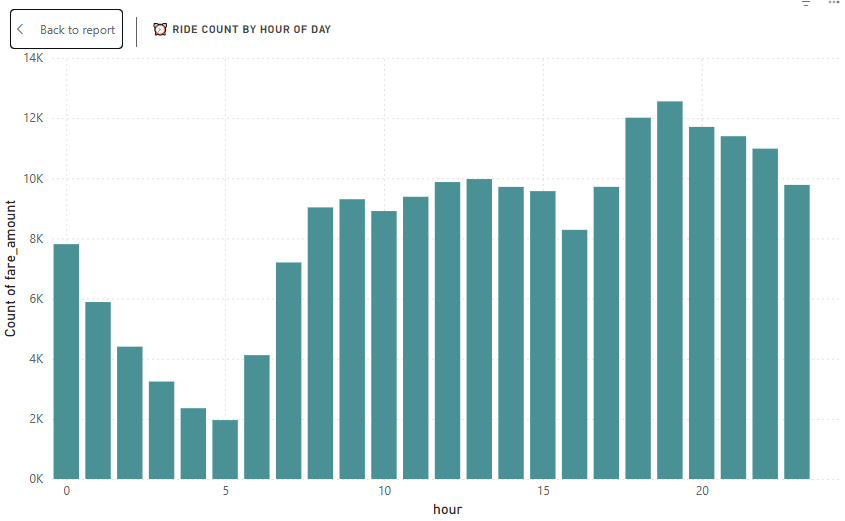 Back to report
⏰ RIDE COUNT BY HOUR OF DAY
14K
12K
10K
8K
6K
4K
2K
0K
Count of fare_amount
0 5 10 15 20
hour